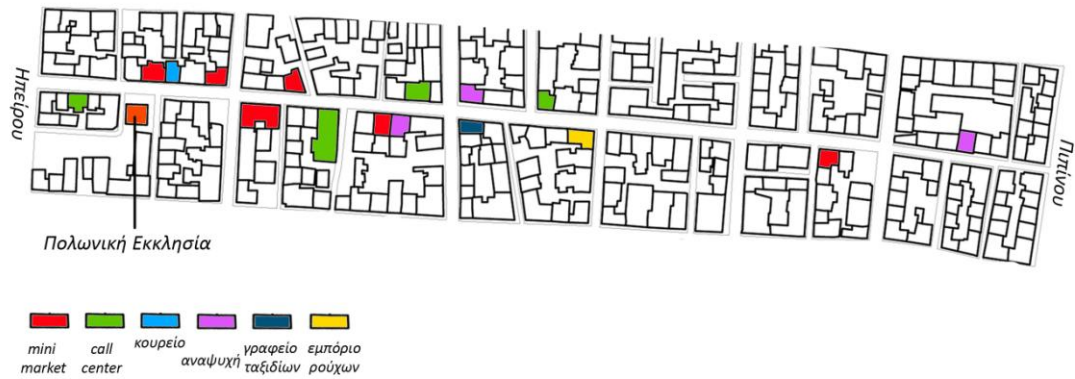 Ηπείρου
Πιπίνου
Πολωνική Εκκλησία
mini
market
call
center
κουρείο
αναψυχή
γραφείο
ταξιδίων
εμπόριο
ρούχων